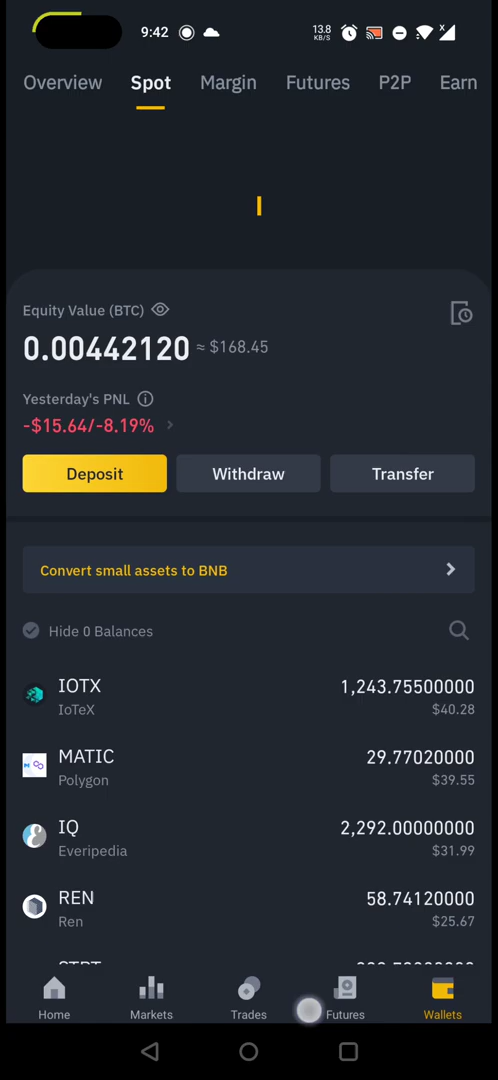 9:42
13.8
KB/S
Overview Spot Margin Futures P2P Earn
Equity Value (BTC)
0.00442120 ≈ $168.45
Yesterday's PNL
-$15.64/-8.19%
Deposit Withdraw Transfer
Convert small assets to BNB
Hide 0 Balances
IOTX 1,243.75500000
IoTeX $40.28
MATIC 29.77020000
Polygon $39.55
IQ 2,292.00000000
Everipedia $31.99
REN 58.74120000
Ren $25.67
Home Markets Trades Futures Wallets